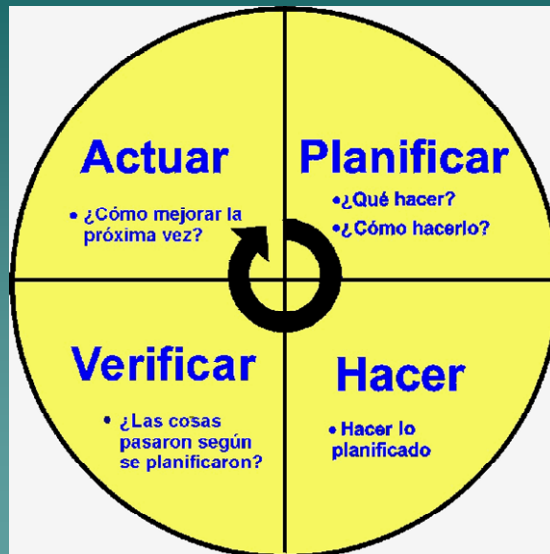 Actuar
• ¿Cómo mejorar la
próxima vez?
Planificar
•¿Qué hacer?
•¿Cómo hacerlo?
Verificar
• ¿Las cosas
pasaron según
se planificaron?
Hacer
• Hacer lo
planificado